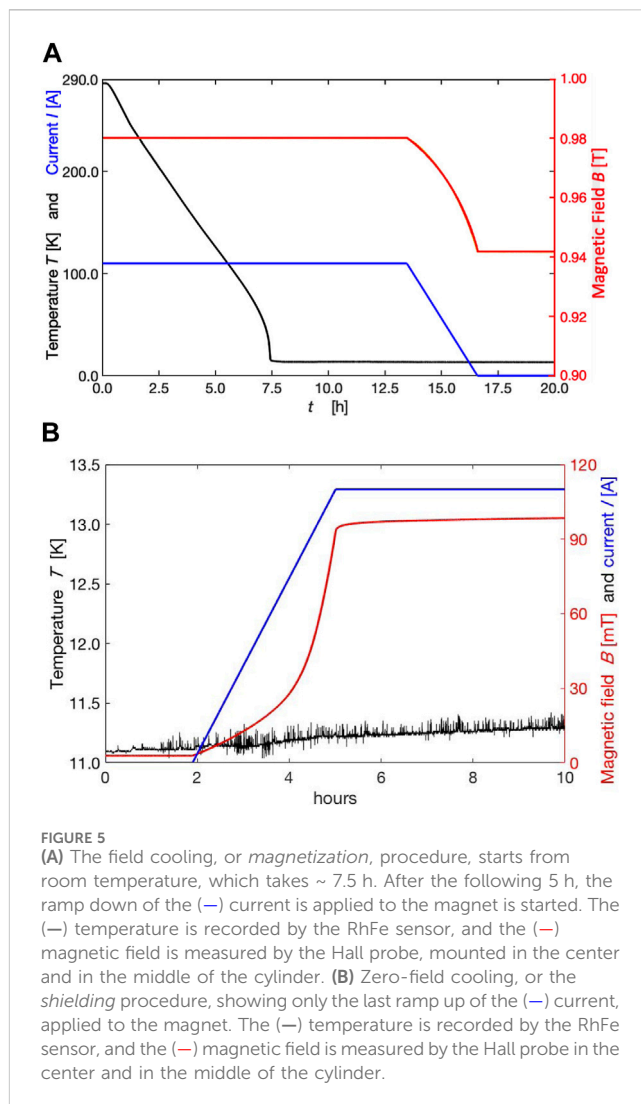 A
290.0
200.0
100.0
0.0
Temperature T [K] and Current I [A]
1.00
0.98
0.96
0.94
0.92
0.90
Magnetic Field B [T]
0.0 2.5 5.0 7.5 10.0 12.5 15.0 17.5 20.0
t [h]
B
13.5
13.0
12.5
12.0
11.5
11.0
Temperature T [K]
120
90
60
30
0
Magnetic field B [mT] and current I [A]
0 2 4 6 8 10
hours
FIGURE 5
(A) The field cooling, or magnetization, procedure, starts from
room temperature, which takes ~ 7.5 h. After the following 5 h, the
ramp down of the (—) current is applied to the magnet is started. The
(—) temperature is recorded by the RhFe sensor, and the (—)
magnetic field is measured by the Hall probe, mounted in the center
and in the middle of the cylinder. (B) Zero-field cooling, or the
shielding procedure, showing only the last ramp up of the (—) current,
applied to the magnet. The (—) temperature is recorded by the RhFe
sensor, and the (—) magnetic field is measured by the Hall probe in the
center and in the middle of the cylinder.